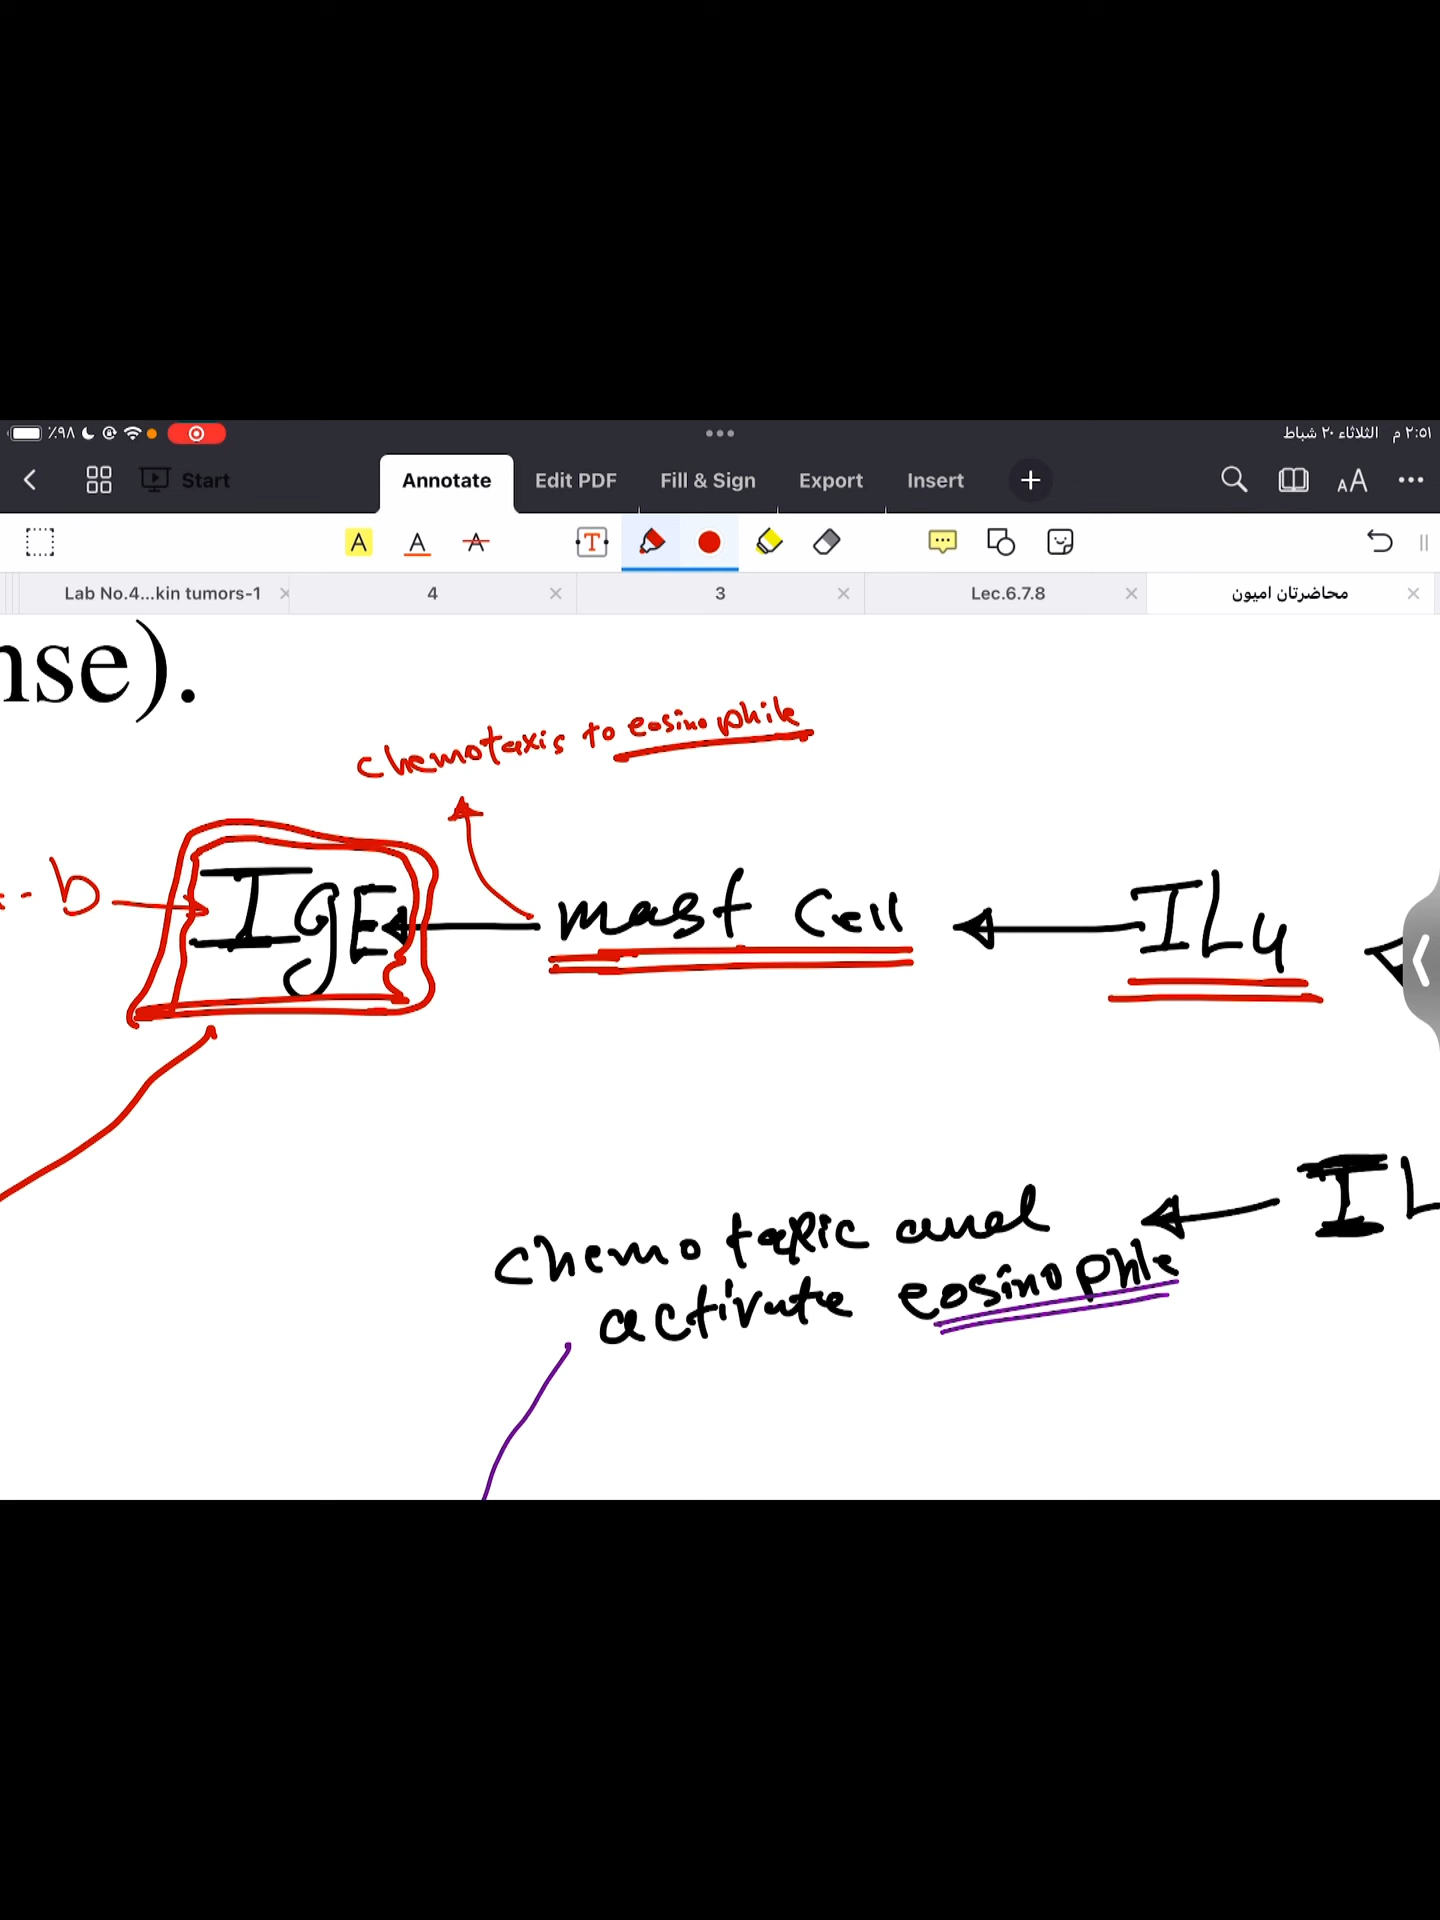 ٪٩٨
٢:٥١ م الثلاثاء ٢٠ شباط
Start Annotate Edit PDF Fill & Sign Export Insert
Lab No.4...kin tumors-1 4 3 Lec.6.7.8 محاضرتان اميون
nse).
chemotaxis to eosinophile
b IgE mast cell IL4
IL
chemotaxic and
activate eosinophle